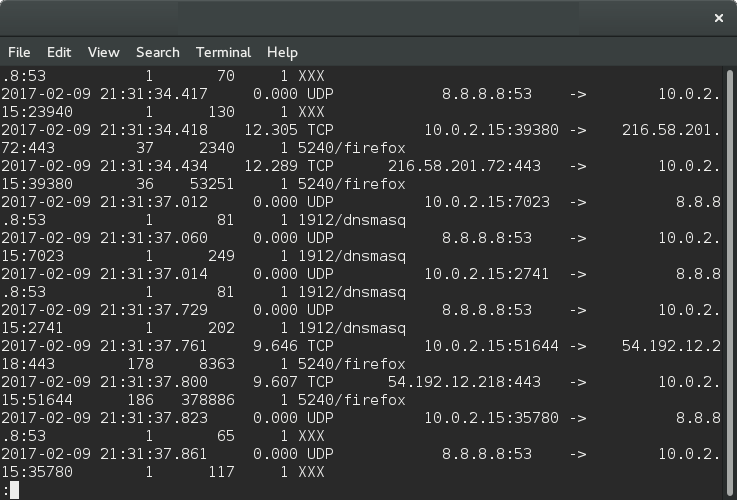 ×
File Edit View Search Terminal Help
.8:53 1 70 1 XXX
2017-02-09 21:31:34.417 0.000 UDP 8.8.8.8:53 -> 10.0.2.
15:23940 1 130 1 XXX
2017-02-09 21:31:34.418 12.305 TCP 10.0.2.15:39380 -> 216.58.201.
72:443 37 2340 1 5240/firefox
2017-02-09 21:31:34.434 12.289 TCP 216.58.201.72:443 -> 10.0.2.
15:39380 36 53251 1 5240/firefox
2017-02-09 21:31:37.012 0.000 UDP 10.0.2.15:7023 -> 8.8.8
.8:53 1 81 1 1912/dnsmasq
2017-02-09 21:31:37.060 0.000 UDP 8.8.8.8:53 -> 10.0.2.
15:7023 1 249 1 1912/dnsmasq
2017-02-09 21:31:37.014 0.000 UDP 10.0.2.15:2741 -> 8.8.8
.8:53 1 81 1 1912/dnsmasq
2017-02-09 21:31:37.729 0.000 UDP 8.8.8.8:53 -> 10.0.2.
15:2741 1 202 1 1912/dnsmasq
2017-02-09 21:31:37.761 9.646 TCP 10.0.2.15:51644 -> 54.192.12.2
18:443 178 8363 1 5240/firefox
2017-02-09 21:31:37.800 9.607 TCP 54.192.12.218:443 -> 10.0.2.
15:51644 186 378886 1 5240/firefox
2017-02-09 21:31:37.823 0.000 UDP 10.0.2.15:35780 -> 8.8.8
.8:53 1 65 1 XXX
2017-02-09 21:31:37.861 0.000 UDP 8.8.8.8:53 -> 10.0.2.
15:35780 1 117 1 XXX
: